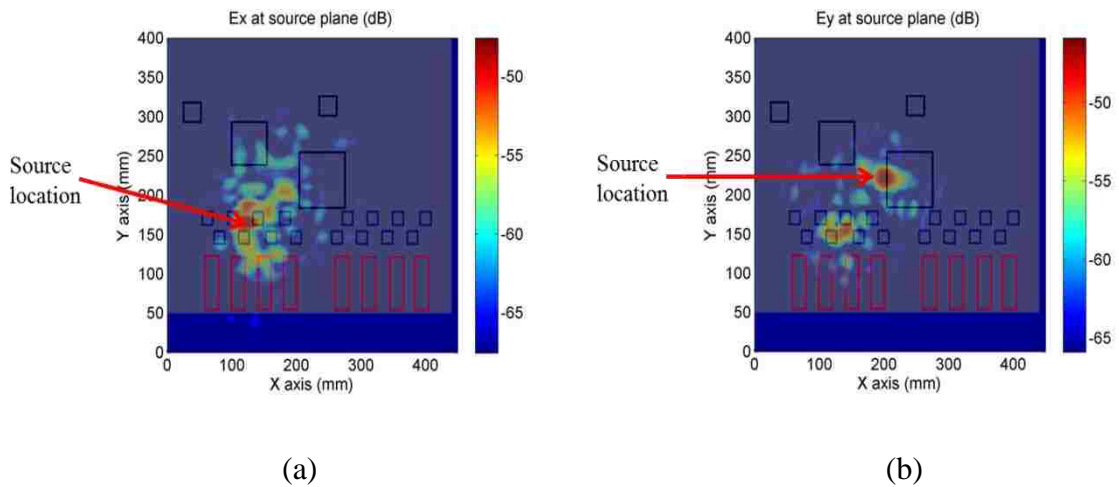 Ex at source plane (dB)
400
350
300
250
200
150
100
50
0
Y axis (mm)
0 100 200 300 400
X axis (mm)
-50
-55
-60
-65
Source
location
(a)
Ey at source plane (dB)
400
350
300
250
200
150
100
50
0
Y axis (mm)
0 100 200 300 400
X axis (mm)
-50
-55
-60
-65
Source
location
(b)